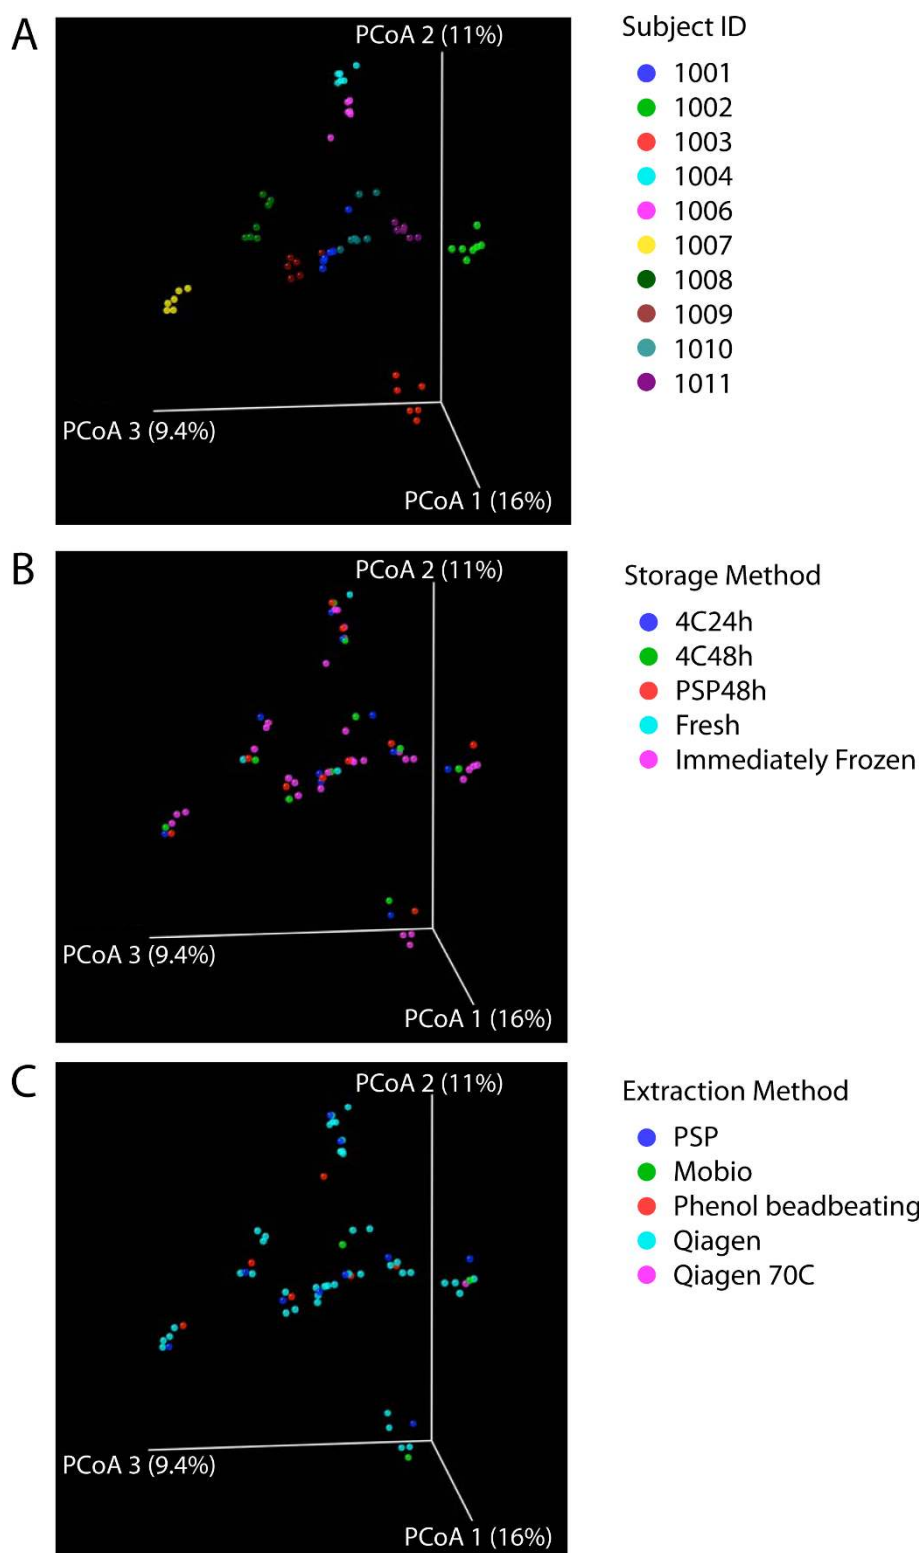 A
PCoA 2 (11%)
PCoA 3 (9.4%)
PCoA 1 (16%)
Subject ID
1001
1002
1003
1004
1006
1007
1008
1009
1010
1011
B
PCoA 2 (11%)
PCoA 3 (9.4%)
PCoA 1 (16%)
Storage Method
4C24h
4C48h
PSP48h
Fresh
Immediately Frozen
C
PCoA 2 (11%)
PCoA 3 (9.4%)
PCoA 1 (16%)
Extraction Method
PSP
Mobio
Phenol beadbeating
Qiagen
Qiagen 70C